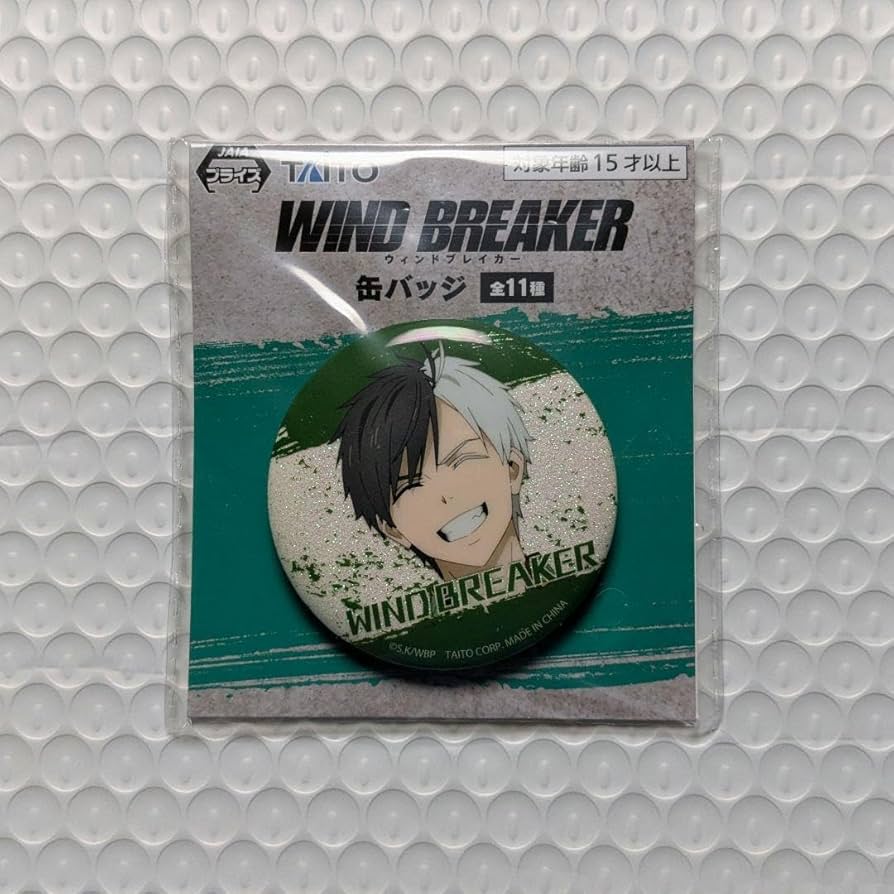 JAIA
プライズ
TAITO
対象年齢 15 才以上
WIND BREAKER
ウィンドブレイカー
缶バッジ 全11種
WIND BREAKER
©S.K/WBP TAITO CORP. MADE IN CHINA